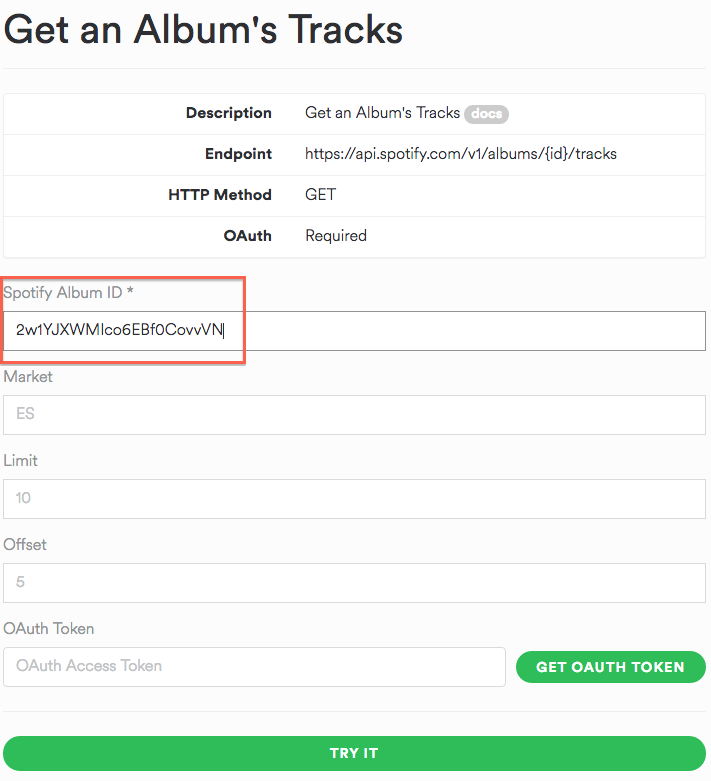 Get an Album's Tracks
Description Get an Album's Tracks docs
Endpoint https://api.spotify.com/v1/albums/{id}/tracks
HTTP Method GET
OAuth Required
Spotify Album ID *
2w1YJXWMIco6EBf0CovvVN
Market
ES
Limit
10
Offset
5
OAuth Token
OAuth Access Token GET OAUTH TOKEN
TRY IT